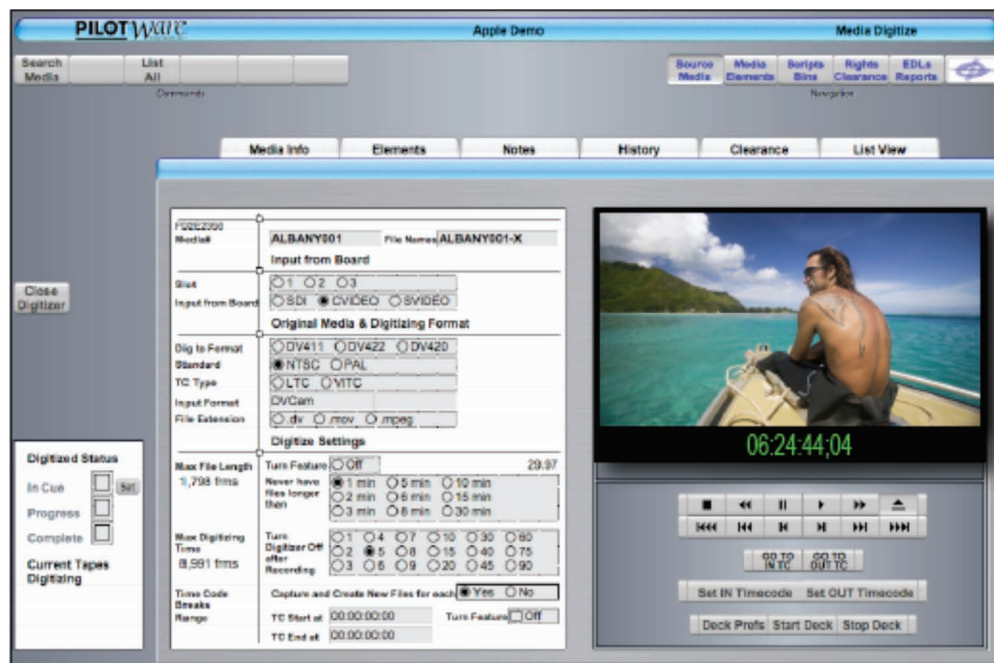 PILOTWare Apple Demo Media Digitize
Search Media
List All
Source Media
Media Elements
Scripts Bins
Rights Clearance
EDLs Reports
Commands
Navigation
Media Info Elements Notes History Clearance List View
Media# ALBANY001 File Names ALBANY001-X
Input from Board
Slot 1 2 3
Input from Board SDI CVIDEO SVIDEO
Original Media & Digitizing Format
Dig to Format DV411 DV422 DV420
Standard NTSC PAL
TC Type LTC VITC
Input Format DVCam
File Extension .dv .mov .mpeg
Digitize Settings
Max File Length Turn Feature Off 29.97
1,798 frms
Never have files longer than
1 min 5 min 10 min
2 min 6 min 15 min
3 min 8 min 30 min
Max Digitizing Time
8,991 frms
Turn Digitizer Off after Recording
1 4 7 10 30 60
2 5 8 15 40 75
3 6 9 20 45 90
Time Code Breaks Range
Capture and Create New Files for each Yes No
TC Start at 00:00:00:00 Turn Feature Off
TC End at 00:00:00:00
Close Digitizer
Digitized Status
In Cue Set
Progress
Complete
Current Tapes Digitizing
06:24:44;04
GO TO IN TC
GO TO OUT TC
Set IN Timecode Set OUT Timecode
Deck Prefs Start Deck Stop Deck